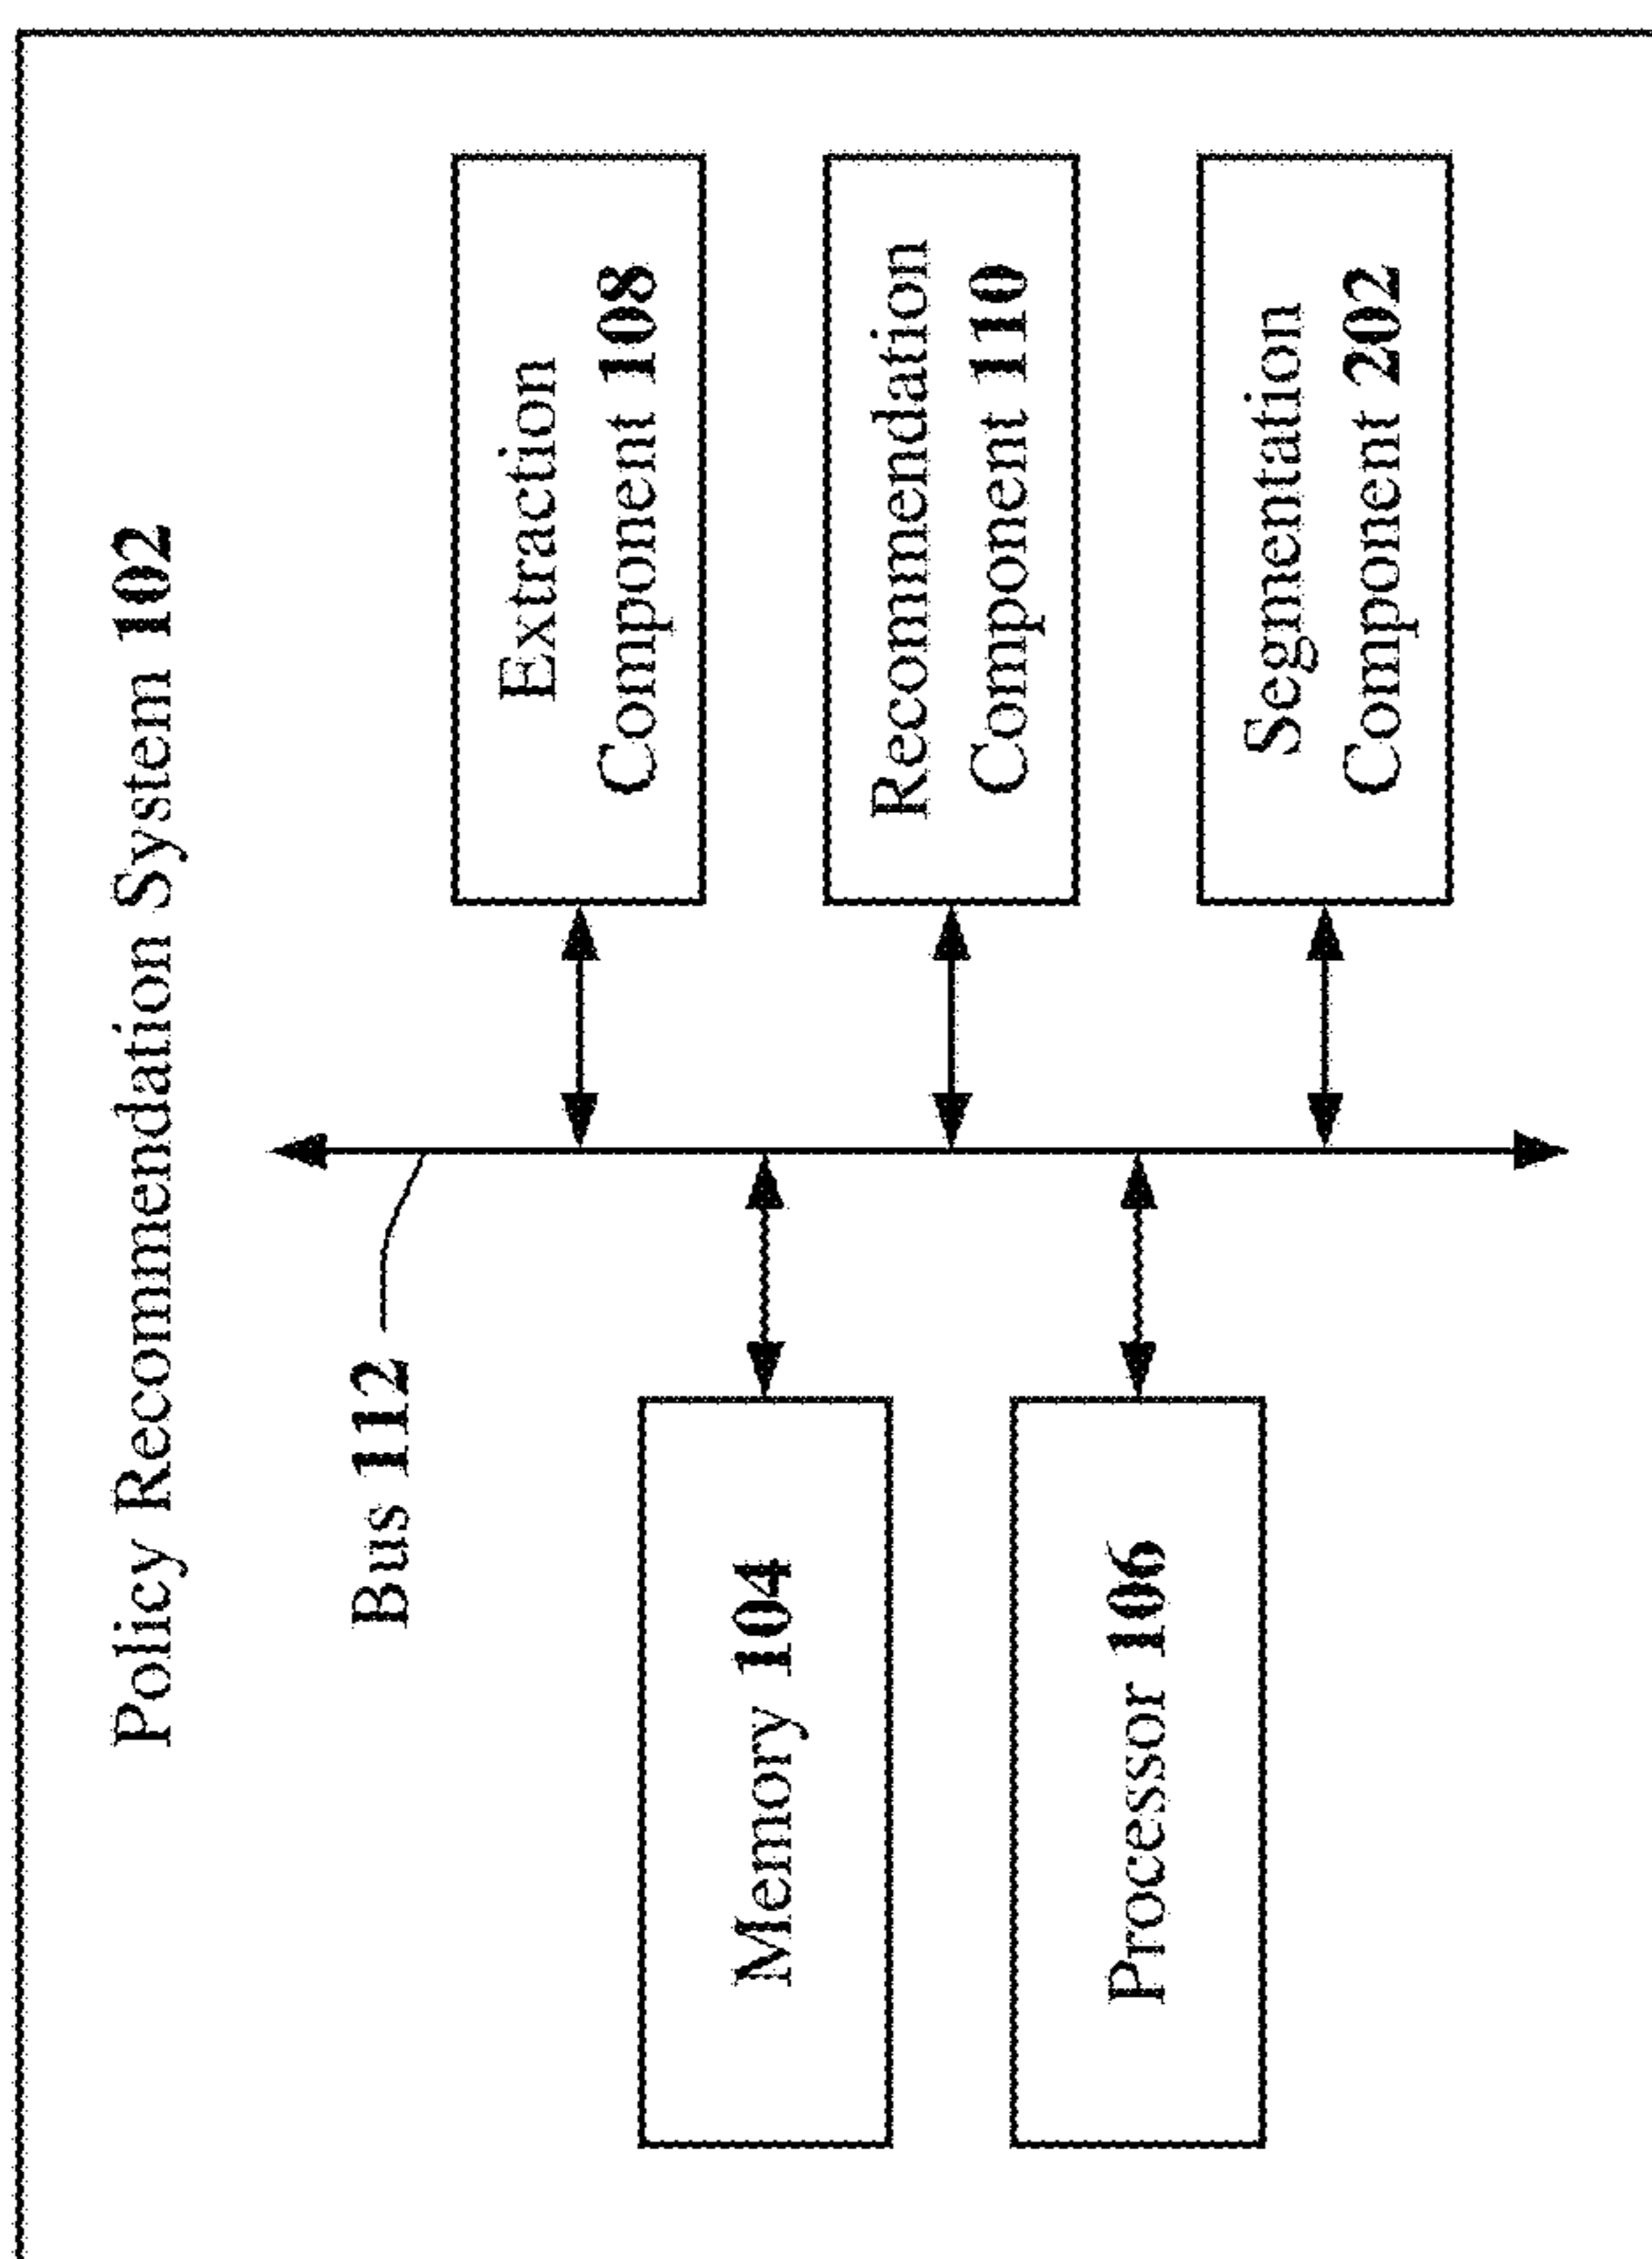 Policy Recommendation System 102
Bus 112
Memory 104
Processor 106
Extraction
Component 108
Recommendation
Component 110
Segmentation
Component 202